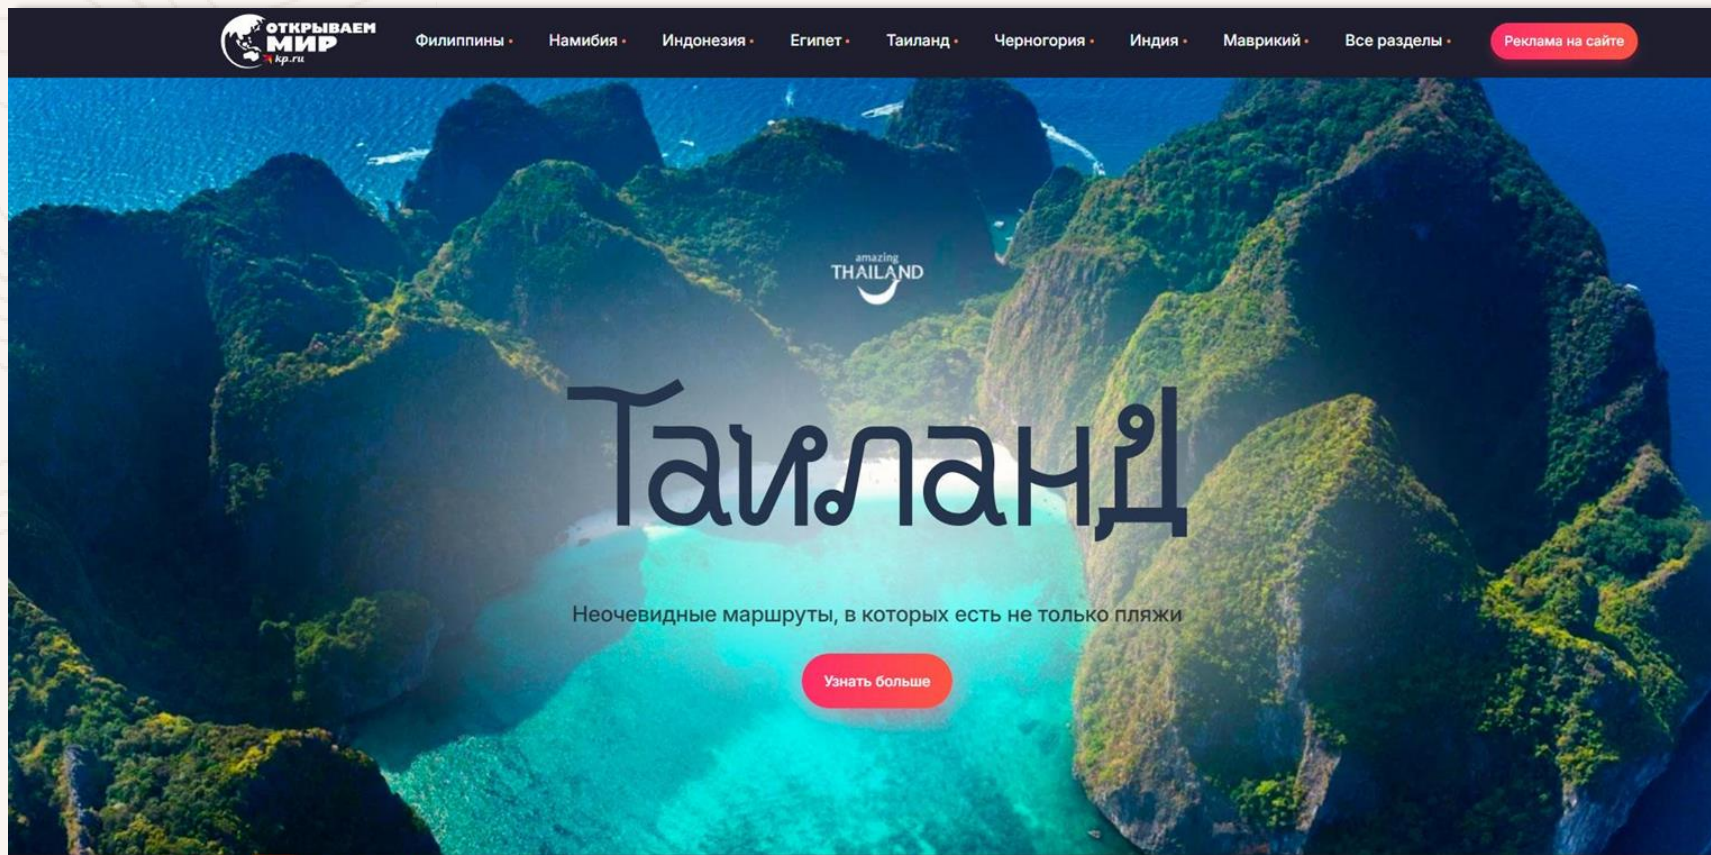 ОТКРЫВАЕМ
МИР
kp.ru
Филиппины
Намибия
Индонезия
Египет
Таиланд
Черногория
Индия
Маврикий
Все разделы
Реклама на сайте
amazing
THAILAND
Таиланд
Неочевидные маршруты, в которых есть не только пляжи
Узнать больше